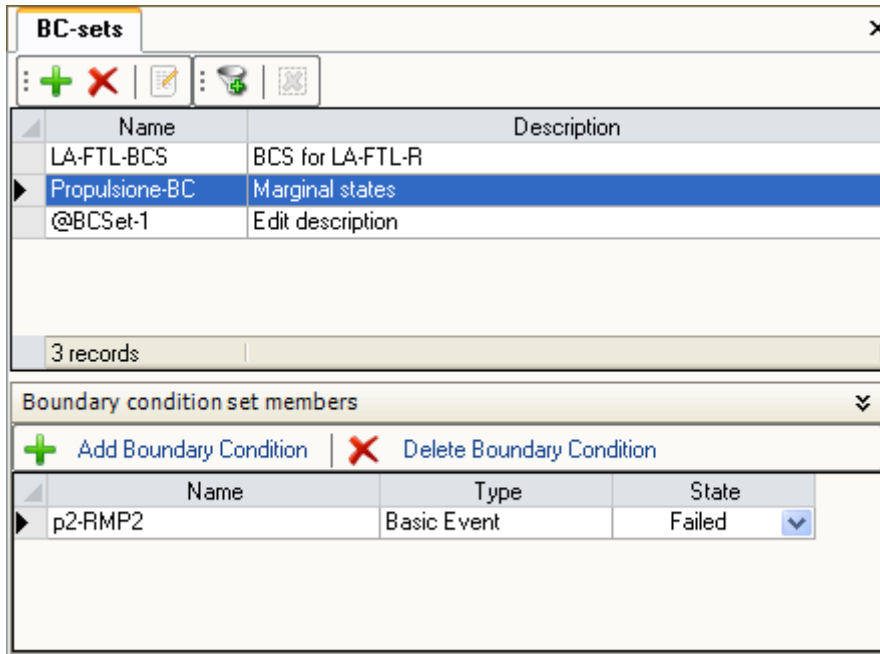 BC-sets
Name Description
LA-FTL-BCS BCS for LA-FTL-R
Propulsione-BC Marginal states
@BCSet-1 Edit description
3 records
Boundary condition set members
Add Boundary Condition Delete Boundary Condition
Name Type State
p2-RMP2 Basic Event Failed